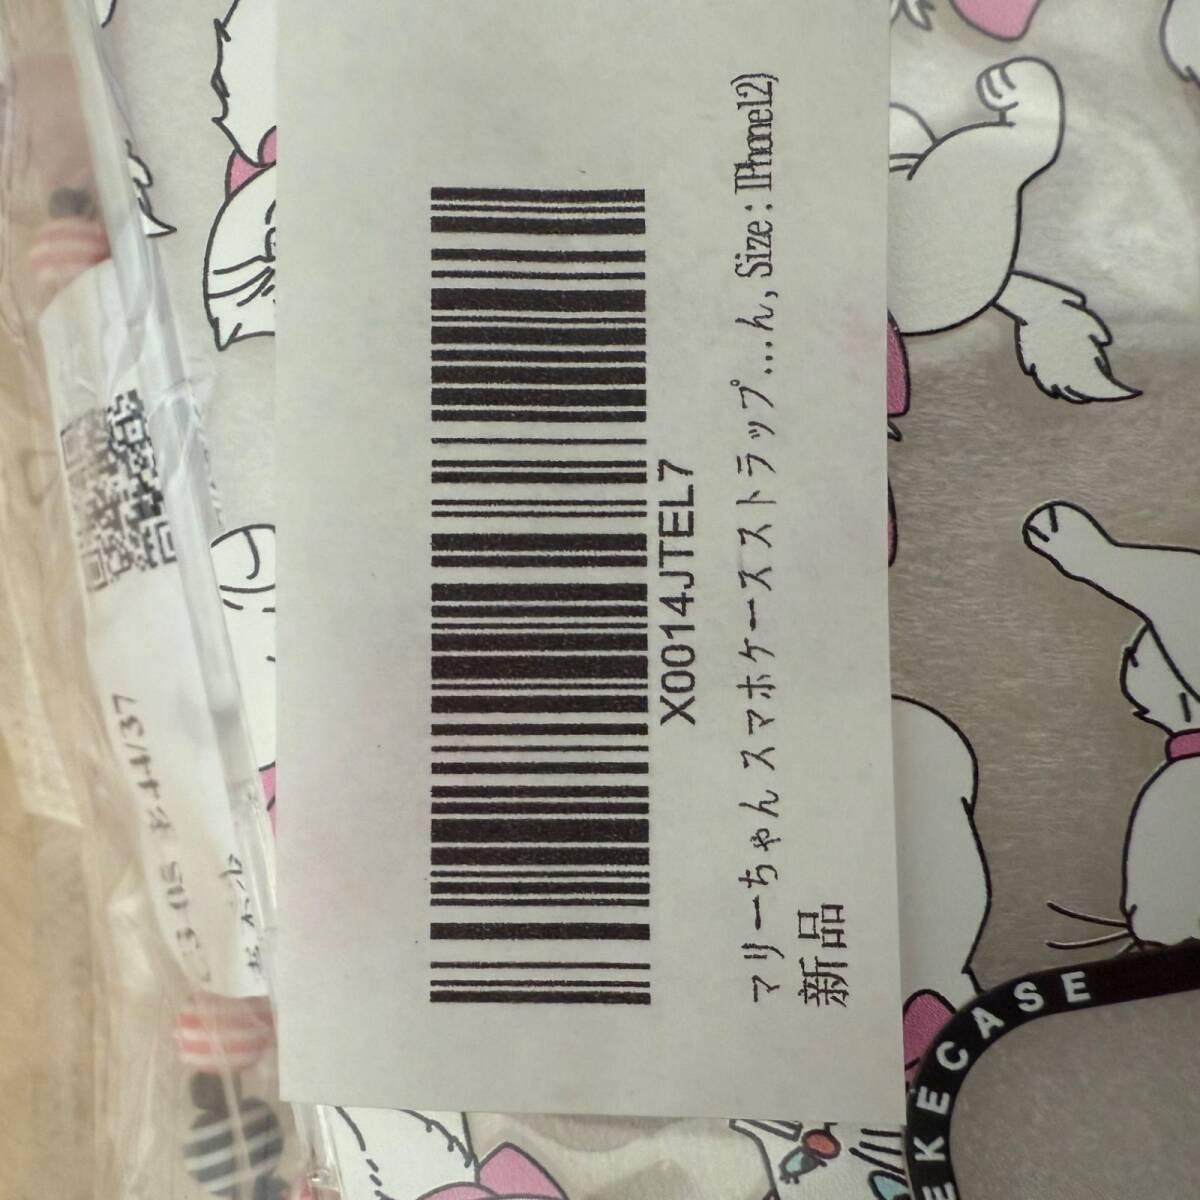 X0014JTEL7
マリーちゃんスマホケースストラップ...ん, Size : IPhone12)
新品
EKECASE